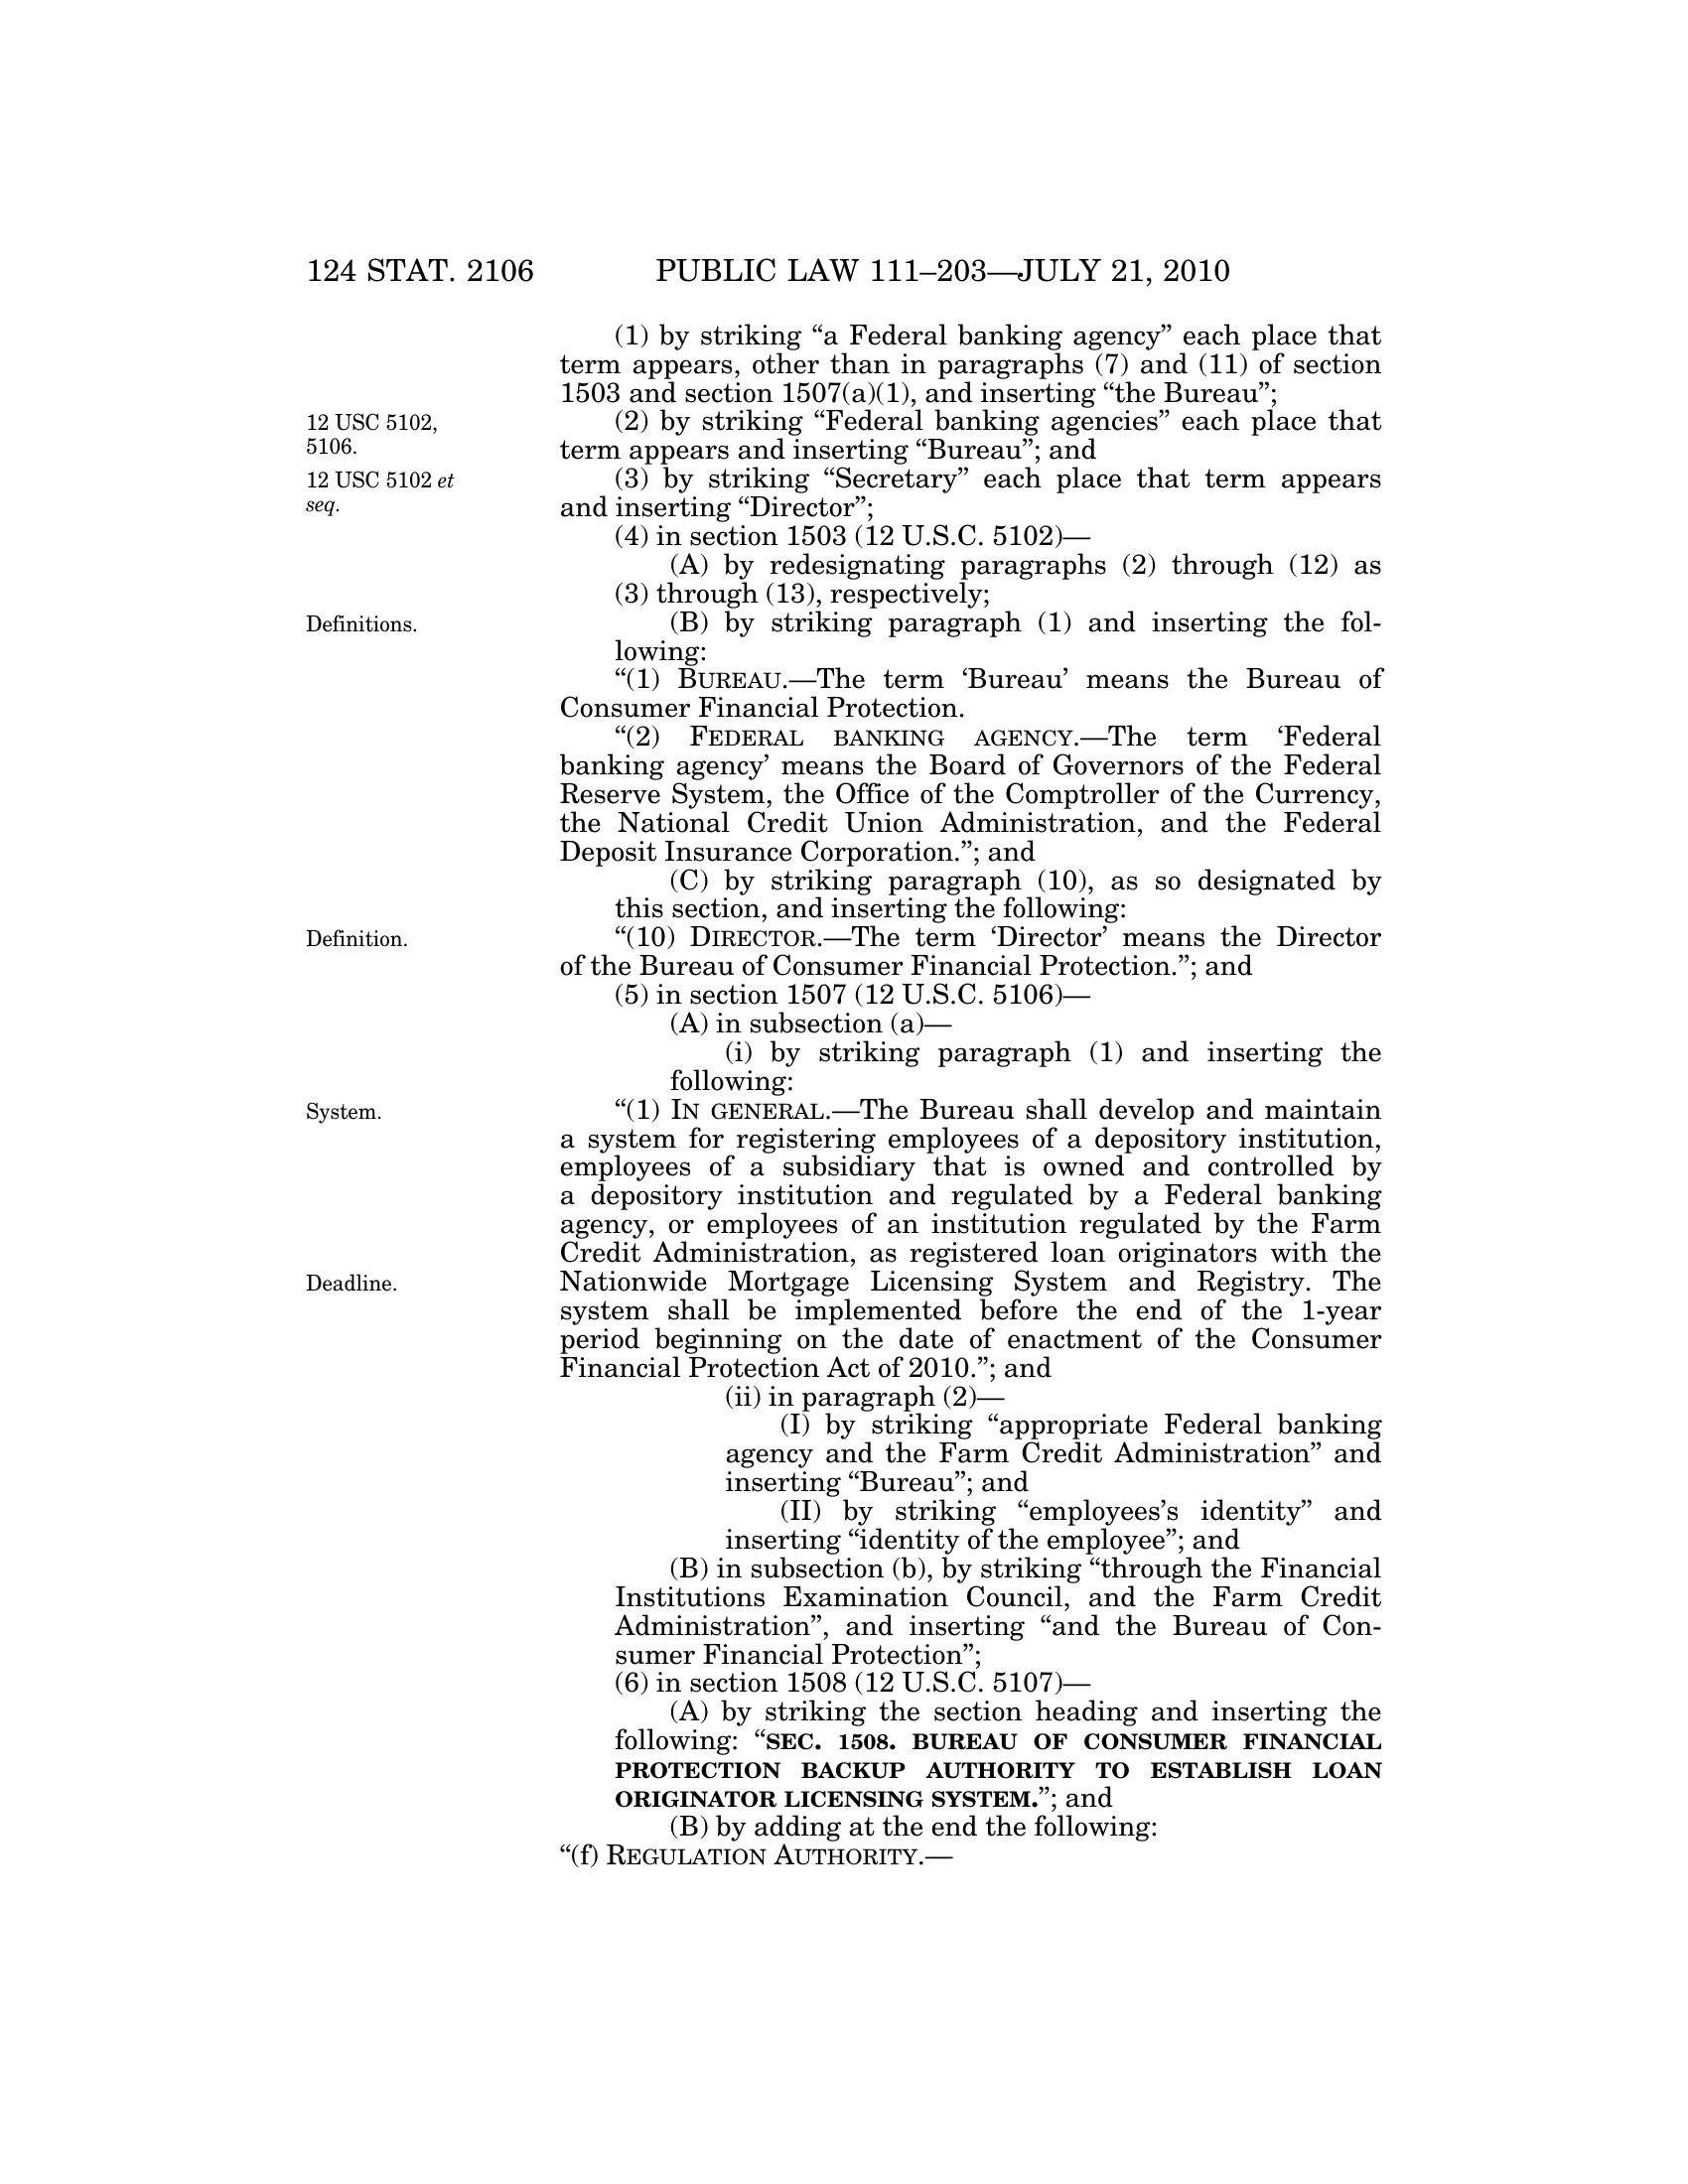 124 STAT. 2106 PUBLIC LAW 111–203—JULY 21, 2010
(1) by striking “a Federal banking agency” each place that
term appears, other than in paragraphs (7) and (11) of section
1503 and section 1507(a)(1), and inserting “the Bureau”;
12 USC 5102,
5106.
(2) by striking “Federal banking agencies” each place that
term appears and inserting “Bureau”; and
12 USC 5102 et
seq.
(3) by striking “Secretary” each place that term appears
and inserting “Director”;
(4) in section 1503 (12 U.S.C. 5102)—
(A) by redesignating paragraphs (2) through (12) as
(3) through (13), respectively;
Definitions.
(B) by striking paragraph (1) and inserting the fol-
lowing:
“(1) BUREAU.—The term ‘Bureau’ means the Bureau of
Consumer Financial Protection.
“(2) FEDERAL BANKING AGENCY.—The term ‘Federal
banking agency’ means the Board of Governors of the Federal
Reserve System, the Office of the Comptroller of the Currency,
the National Credit Union Administration, and the Federal
Deposit Insurance Corporation.”; and
(C) by striking paragraph (10), as so designated by
this section, and inserting the following:
Definition.
“(10) DIRECTOR.—The term ‘Director’ means the Director
of the Bureau of Consumer Financial Protection.”; and
(5) in section 1507 (12 U.S.C. 5106)—
(A) in subsection (a)—
(i) by striking paragraph (1) and inserting the
following:
System.
“(1) IN GENERAL.—The Bureau shall develop and maintain
a system for registering employees of a depository institution,
employees of a subsidiary that is owned and controlled by
a depository institution and regulated by a Federal banking
agency, or employees of an institution regulated by the Farm
Credit Administration, as registered loan originators with the
Deadline.
Nationwide Mortgage Licensing System and Registry. The
system shall be implemented before the end of the 1-year
period beginning on the date of enactment of the Consumer
Financial Protection Act of 2010.”; and
(ii) in paragraph (2)—
(I) by striking “appropriate Federal banking
agency and the Farm Credit Administration” and
inserting “Bureau”; and
(II) by striking “employees’s identity” and
inserting “identity of the employee”; and
(B) in subsection (b), by striking “through the Financial
Institutions Examination Council, and the Farm Credit
Administration”, and inserting “and the Bureau of Con-
sumer Financial Protection”;
(6) in section 1508 (12 U.S.C. 5107)—
(A) by striking the section heading and inserting the
following: “SEC. 1508. BUREAU OF CONSUMER FINANCIAL
PROTECTION BACKUP AUTHORITY TO ESTABLISH LOAN
ORIGINATOR LICENSING SYSTEM.”; and
(B) by adding at the end the following:
“(f) REGULATION AUTHORITY.—